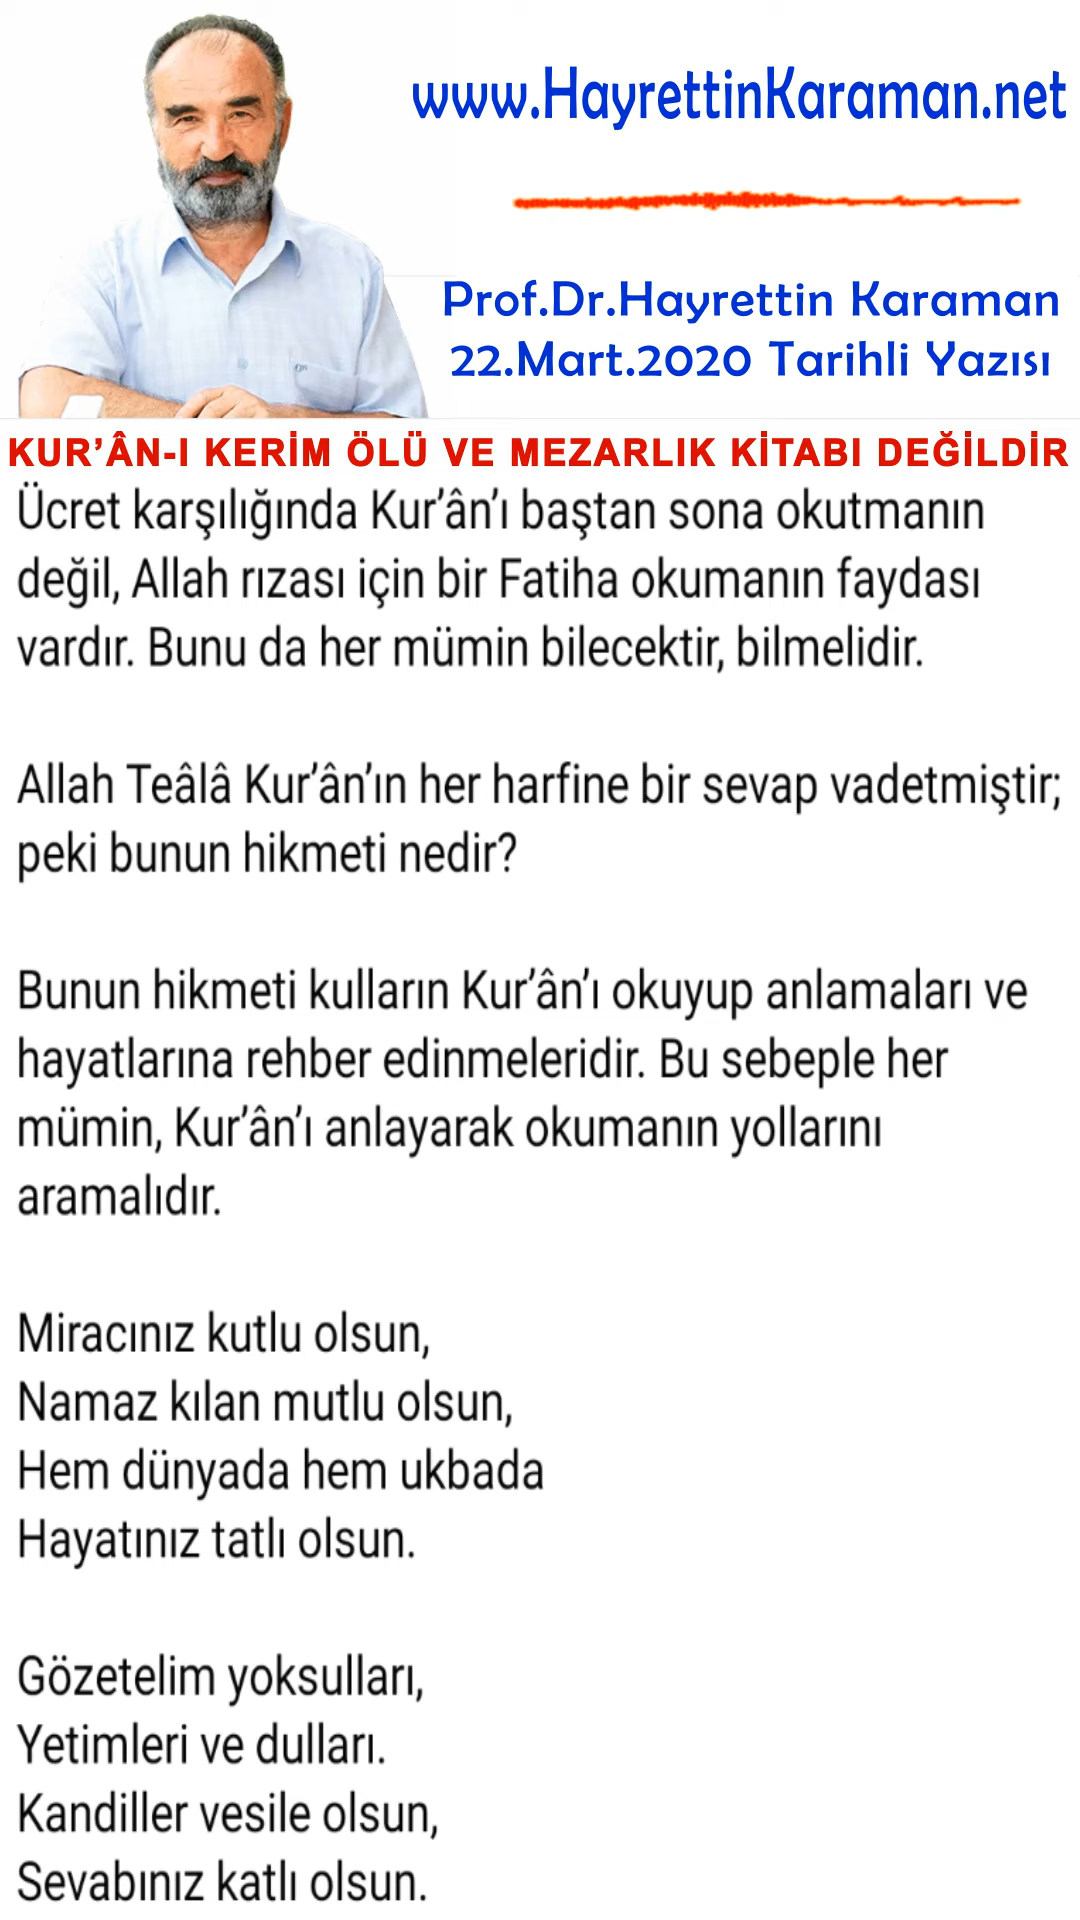 www.HayrettinKaraman.net
Prof.Dr.Hayrettin Karaman
22.Mart.2020 Tarihli Yazısı
KUR’ÂN-I KERİM ÖLÜ VE MEZARLIK KİTABI DEĞİLDİR
Ücret karşılığında Kur’ân’ı baştan sona okutmanın
değil, Allah rızası için bir Fatiha okumanın faydası
vardır. Bunu da her mümin bilecektir, bilmelidir.
Allah Teâlâ Kur’ân’ın her harfine bir sevap vadetmiştir;
peki bunun hikmeti nedir?
Bunun hikmeti kulların Kur’ân’ı okuyup anlamaları ve
hayatlarına rehber edinmeleridir. Bu sebeple her
mümin, Kur’ân’ı anlayarak okumanın yollarını
aramalıdır.
Miracınız kutlu olsun,
Namaz kılan mutlu olsun,
Hem dünyada hem ukbada
Hayatınız tatlı olsun.
Gözetelim yoksulları,
Yetimleri ve dulları.
Kandiller vesile olsun,
Sevabınız katlı olsun.